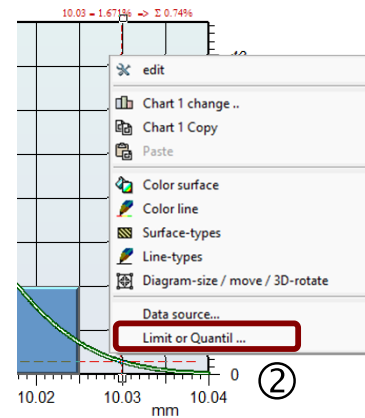 10.03 – 1.671% -> Σ 0.74%
edit
Chart 1 change ..
Chart 1 Copy
Paste
Color surface
Color line
Surface-types
Line-types
Diagram-size / move / 3D-rotate
Data source...
Limit or Quantil ...
0
②
10.02 10.03 10.04
mm